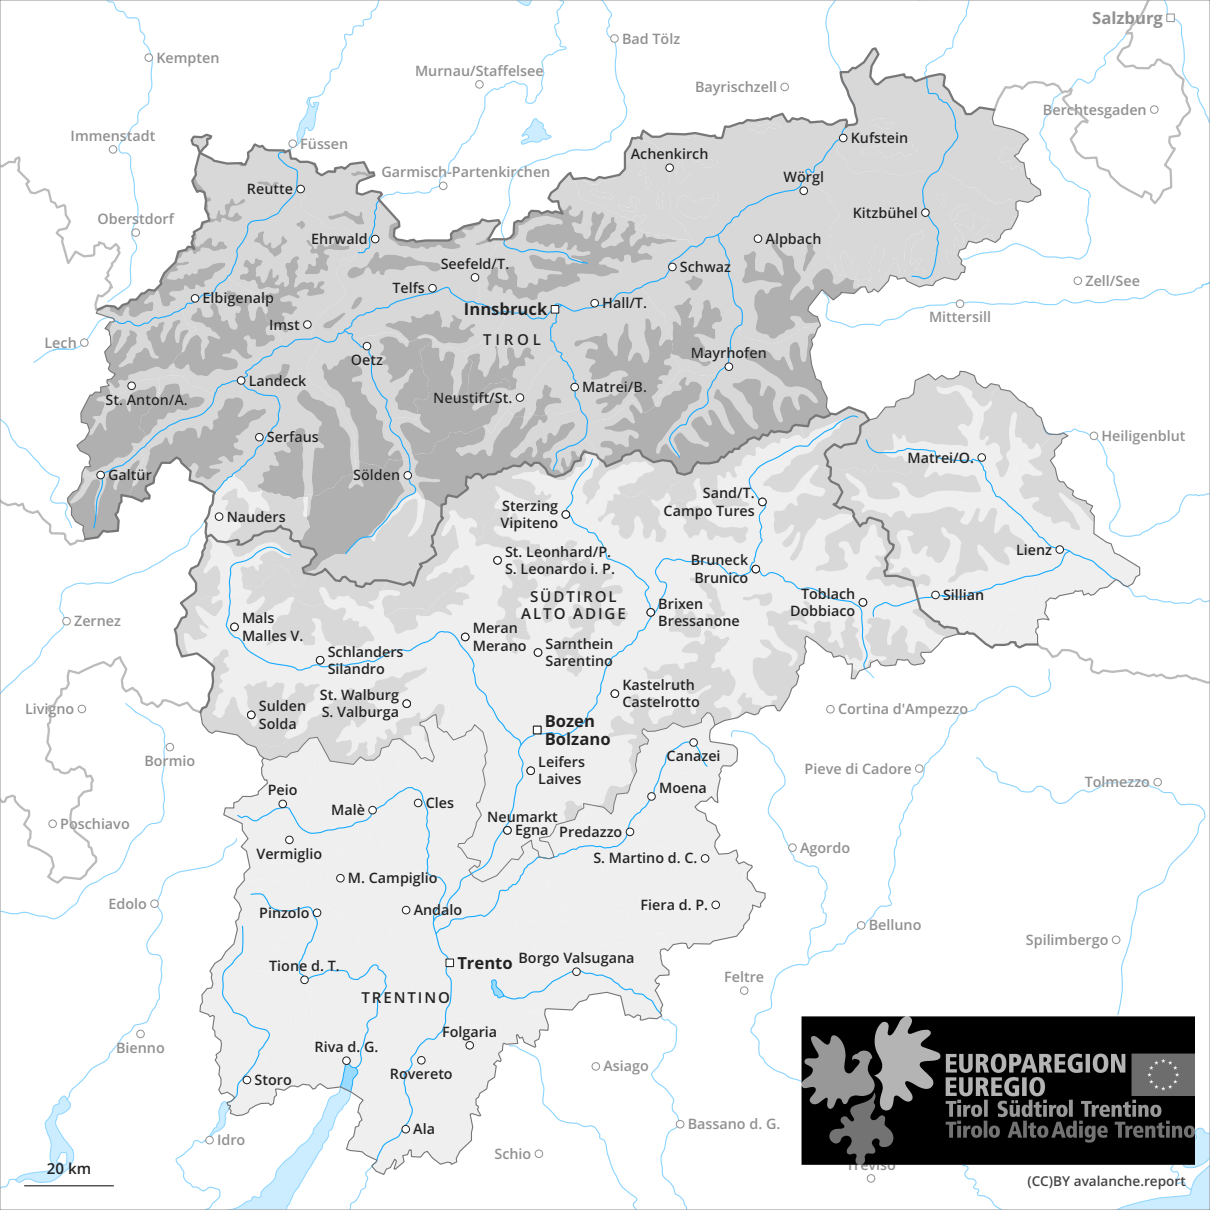 Salzburg
Bad Tölz
Kempten
Murnau/Staffelsee
Bayrischzell
Berchtesgaden
Immenstadt
Füssen
Kufstein
Achenkirch
Garmisch-Partenkirchen
Wörgl
Reutte
Oberstdorf
Kitzbühel
Ehrwald
Alpbach
Seefeld/T.
Schwaz
Zell/See
Telfs
Elbigenalp
Hall/T.
Innsbruck
Mittersill
Imst
TIROL
Lech
Oetz
Mayrhofen
Landeck
Matrei/B.
St. Anton/A.
Neustift/St.
Serfaus
Heiligenblut
Matrei/O.
Galtür
Sölden
Sand/T.
Campo Tures
Sterzing
Vipiteno
Nauders
Lienz
St. Leonhard/P.
S. Leonardo i. P.
Bruneck
Brunico
SÜDTIROL
ALTO ADIGE
Toblach
Dobbiaco
Sillian
Brixen
Bressanone
Zernez
Mals
Malles V.
Meran
Merano
Sarnthein
Sarentino
Schlanders
Silandro
Kastelruth
Castelrotto
St. Walburg
S. Valburga
Livigno
Sulden
Solda
Cortina d'Ampezzo
Bozen
Bolzano
Bormio
Canazei
Leifers
Laives
Pieve di Cadore
Tolmezzo
Peio
Moena
Malè
Cles
Neumarkt
Egna
Predazzo
Poschiavo
Vermiglio
S. Martino d. C.
Agordo
M. Campiglio
Edolo
Pinzolo
Andalo
Fiera d. P.
Belluno
Spilimbergo
Trento
Borgo Valsugana
Tione d. T.
Feltre
TRENTINO
Folgaria
Bienno
Riva d. G.
Rovereto
Asiago
Storo
EUROPAREGION
EUREGIO
Tirol Südtirol Trentino
Tirolo Alto Adige Trentino
Ala
Bassano d. G.
Idro
Schio
Treviso
20 km
(CC)BY avalanche.report